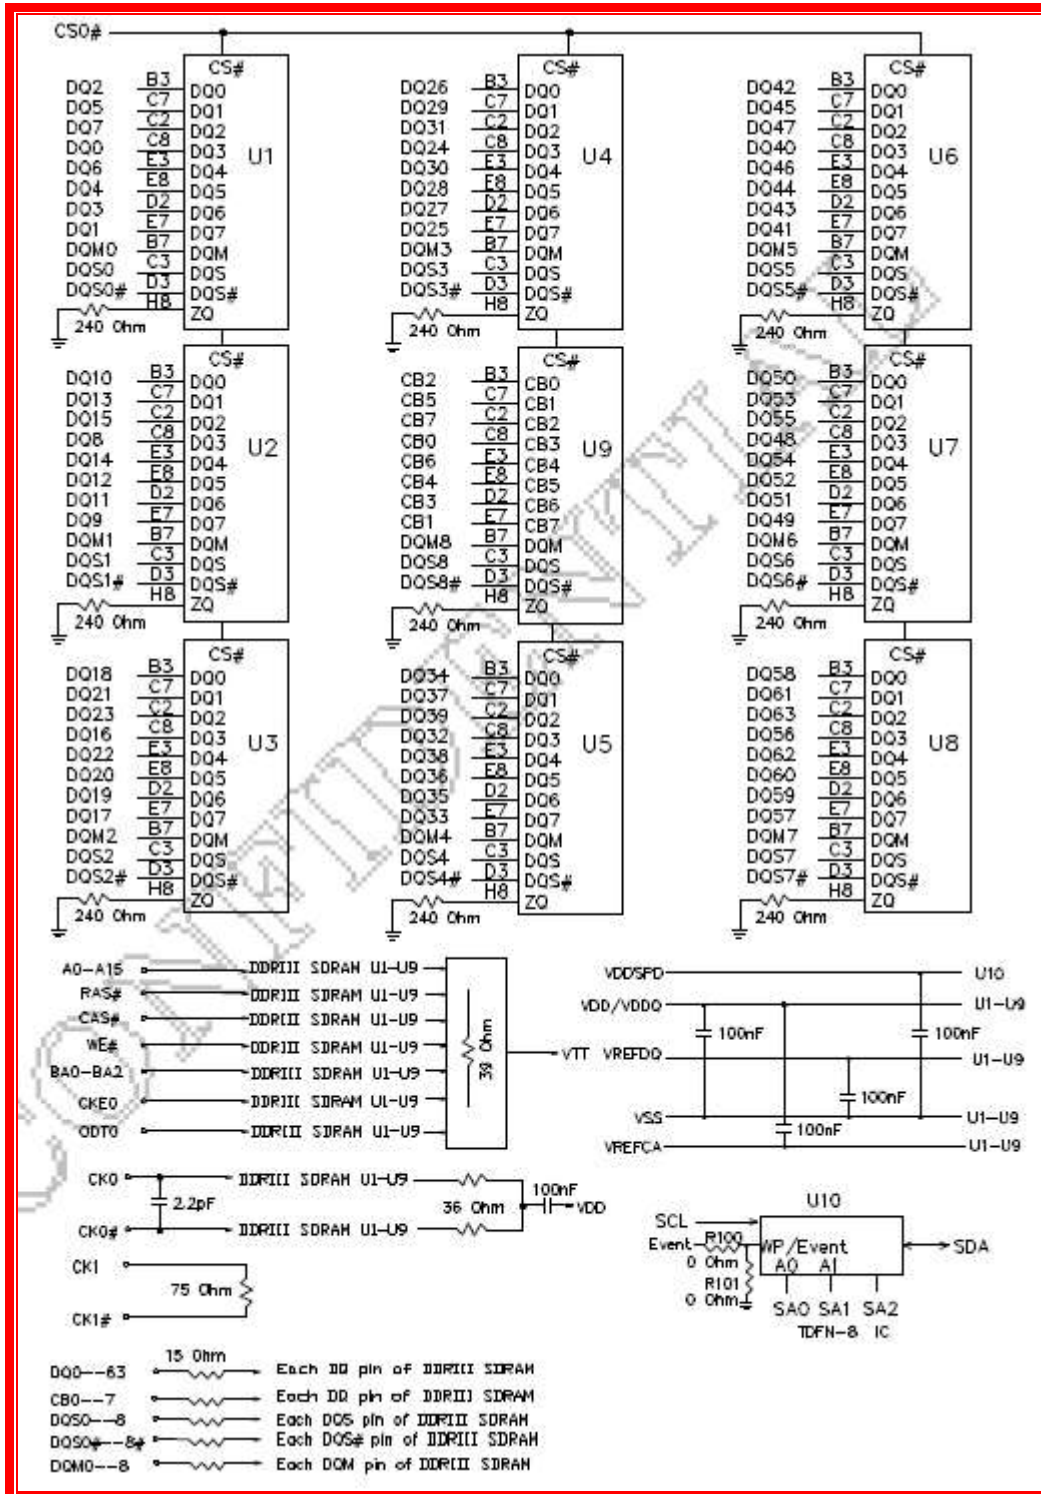 CS0#
CS#
DQ2 B3 DQ0
DQ5 C7 DQ1
DQ7 C2 DQ2
DQ0 C8 DQ3
U1
DQ6 E3 DQ4
DQ4 E8 DQ5
DQ3 D2 DQ6
DQ1 E7 DQ7
DQM0 B7 DQM
DQS0 C3 DQS
DQS0# D3 DQS#
H8 ZQ
240 Ohm
CS#
DQ26 B3 DQ0
DQ29 C7 DQ1
DQ31 C2 DQ2
DQ24 C8 DQ3
U4
DQ30 E3 DQ4
DQ28 E8 DQ5
DQ27 D2 DQ6
DQ25 E7 DQ7
DQM3 B7 DQM
DQS3 C3 DQS
DQS3# D3 DQS#
H8 ZQ
240 Ohm
CS#
DQ42 B3 DQ0
DQ45 C7 DQ1
DQ47 C2 DQ2
DQ40 C8 DQ3
U6
DQ46 E3 DQ4
DQ44 E8 DQ5
DQ43 D2 DQ6
DQ41 E7 DQ7
DQM5 B7 DQM
DQS5 C3 DQS
DQS5# D3 DQS#
H8 ZQ
240 Ohm
CS#
DQ10 B3 DQ0
DQ13 C7 DQ1
DQ15 C2 DQ2
DQ8 C8 DQ3
U2
DQ14 E3 DQ4
DQ12 E8 DQ5
DQ11 D2 DQ6
DQ9 E7 DQ7
DQM1 B7 DQM
DQS1 C3 DQS
DQS1# D3 DQS#
H8 ZQ
240 Ohm
CS#
CB2 B3 CB0
CB5 C7 CB1
CB7 C2 CB2
CB0 C8 CB3
U9
CB6 E3 CB4
CB4 E8 CB5
CB3 D2 CB6
CB1 E7 CB7
DQM8 B7 DQM
DQS8 C3 DQS
DQS8# D3 DQS#
H8 ZQ
240 Ohm
CS#
DQ50 B3 DQ0
DQ53 C7 DQ1
DQ55 C2 DQ2
DQ48 C8 DQ3
U7
DQ54 E3 DQ4
DQ52 E8 DQ5
DQ51 D2 DQ6
DQ49 E7 DQ7
DQM6 B7 DQM
DQS6 C3 DQS
DQS6# D3 DQS#
H8 ZQ
240 Ohm
CS#
DQ18 B3 DQ0
DQ21 C7 DQ1
DQ23 C2 DQ2
DQ16 C8 DQ3
U3
DQ22 E3 DQ4
DQ20 E8 DQ5
DQ19 D2 DQ6
DQ17 E7 DQ7
DQM2 B7 DQM
DQS2 C3 DQS
DQS2# D3 DQS#
H8 ZQ
240 Ohm
CS#
DQ34 B3 DQ0
DQ37 C7 DQ1
DQ39 C2 DQ2
DQ32 C8 DQ3
U5
DQ38 E3 DQ4
DQ36 E8 DQ5
DQ35 D2 DQ6
DQ33 E7 DQ7
DQM4 B7 DQM
DQS4 C3 DQS
DQS4# D3 DQS#
H8 ZQ
240 Ohm
CS#
DQ58 B3 DQ0
DQ61 C7 DQ1
DQ63 C2 DQ2
DQ56 C8 DQ3
U8
DQ62 E3 DQ4
DQ60 E8 DQ5
DQ59 D2 DQ6
DQ57 E7 DQ7
DQM7 B7 DQM
DQS7 C3 DQS
DQS7# D3 DQS#
H8 ZQ
240 Ohm
CONFIDENTIAL
A0-A15 DDRIII SDRAM U1-U9
RAS# DDRIII SDRAM U1-U9
CAS# DDRIII SDRAM U1-U9
WE# DDRIII SDRAM U1-U9
BA0-BA2 DDRIII SDRAM U1-U9
CKE0 DDRIII SDRAM U1-U9
ODT0 DDRIII SDRAM U1-U9
39 Ohm
VTT
VDDSPD U10
VDD/VDDQ U1-U9
100nF 100nF
VREFDQ U1-U9
100nF
VSS U1-U9
100nF
VREFCA U1-U9
CK0 DDRIII SDRAM U1-U9
2.2pF
36 Ohm
100nF
VDD
CK0# DDRIII SDRAM U1-U9
CK1
75 Ohm
CK1#
U10
SCL
Event R100 WP/Event SDA
0 Ohm A0 A1
R101
0 Ohm
SA0 SA1 SA2
TDFN-8 IC
15 Ohm
DQ0--63 Each DQ pin of DDRIII SDRAM
CB0--7 Each DQ pin of DDRIII SDRAM
DQS0--8 Each DQS pin of DDRIII SDRAM
DQS0#--8# Each DQS# pin of DDRIII SDRAM
DQM0--8 Each DQM pin of DDRIII SDRAM